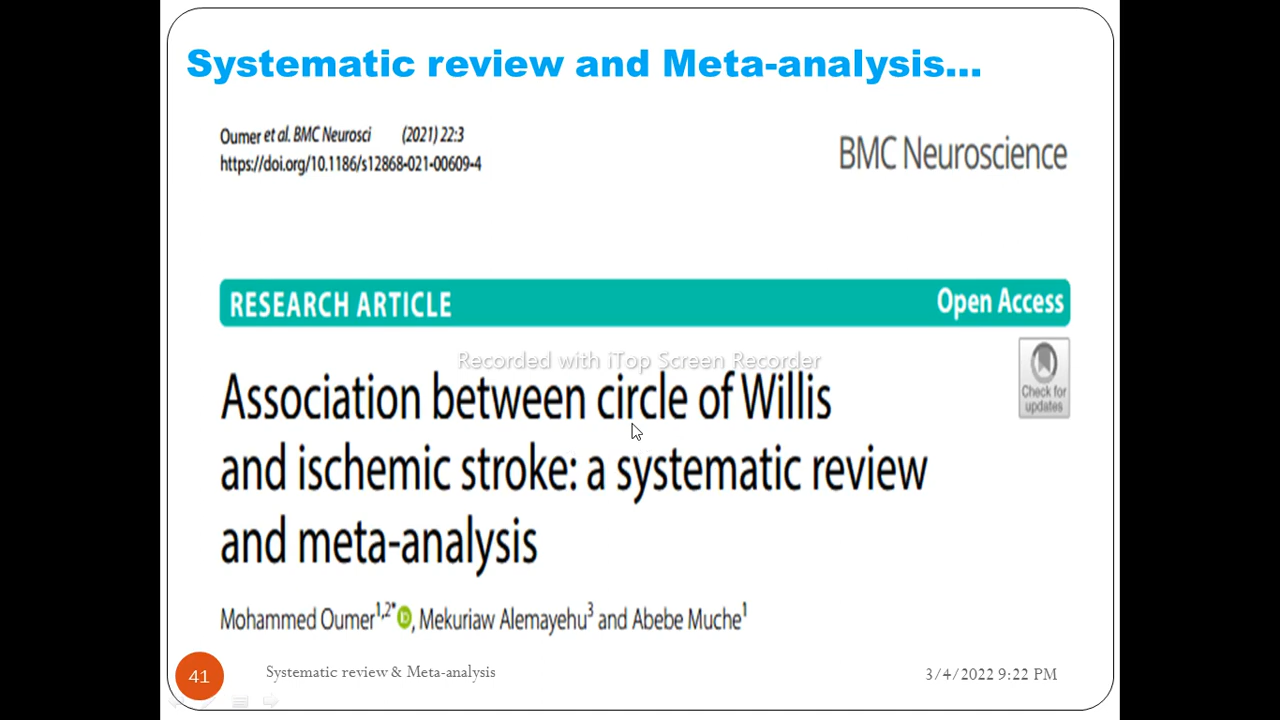 Systematic review and Meta-analysis...
Oumer et al. BMC Neurosci (2021) 22:3
https://doi.org/10.1186/s12868-021-00609-4
BMC Neuroscience
RESEARCH ARTICLE
Open Access
Recorded with iTop Screen Recorder
Check for
updates
Association between circle of Willis
and ischemic stroke: a systematic review
and meta-analysis
Mohammed Oumer1,2*, Mekuriaw Alemayehu3 and Abebe Muche1
41
Systematic review & Meta-analysis
3/4/2022 9:22 PM